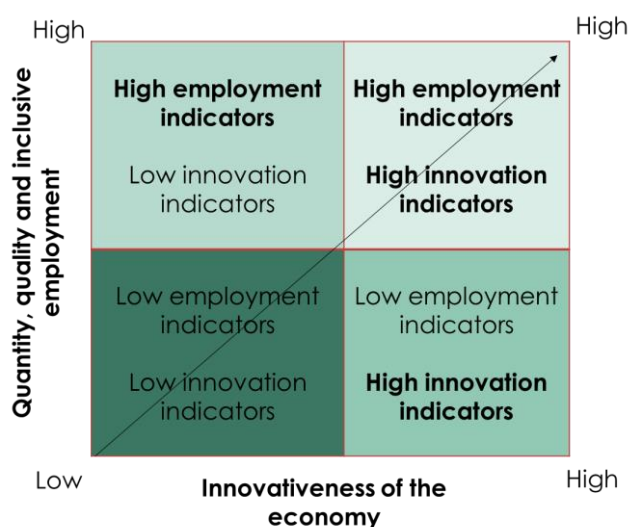 High
High
High employment
indicators
Low innovation
indicators
High employment
indicators
High innovation
indicators
Quantity, quality and inclusive
employment
Low employment
indicators
Low innovation
indicators
Low employment
indicators
High innovation
indicators
Low
Innovativeness of the
economy
High